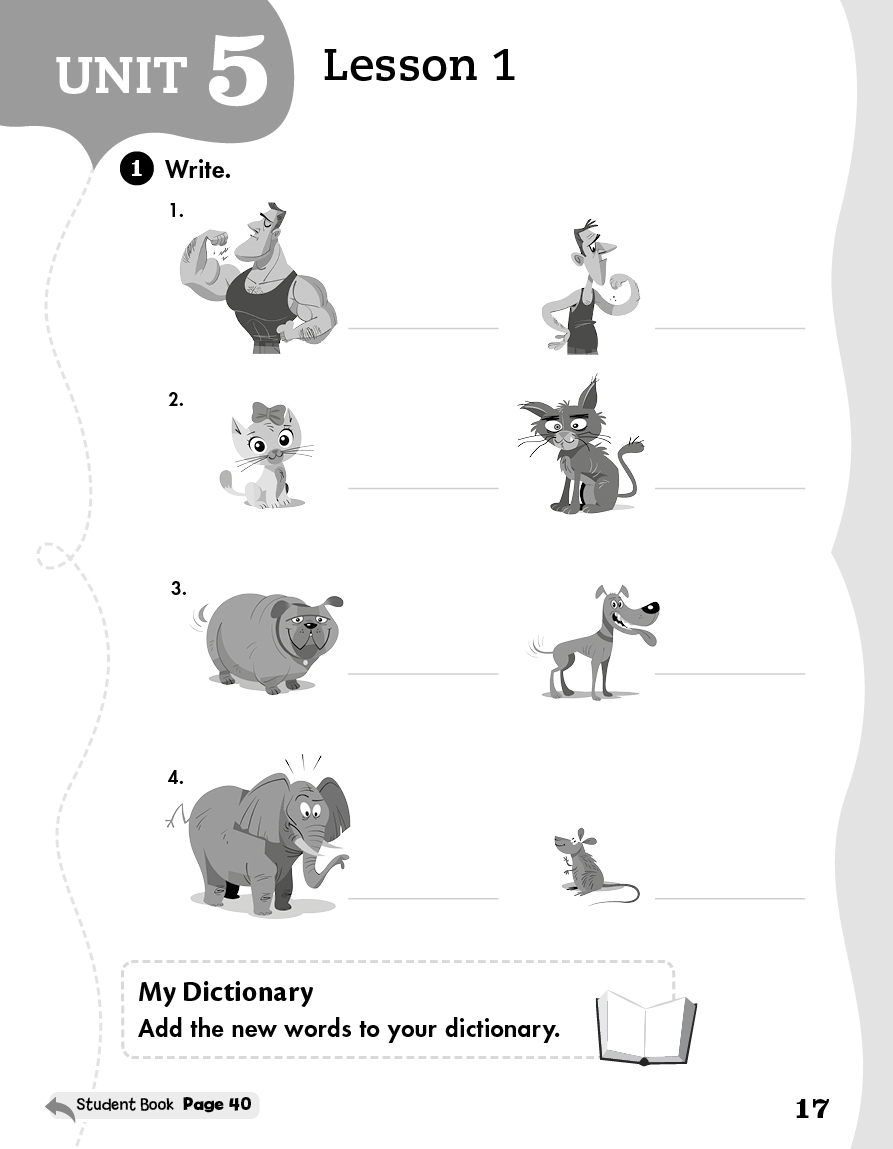 UNIT 5
Lesson 1
1 Write.
1.
2.
3.
4.
My Dictionary
Add the new words to your dictionary.
Student Book Page 40
17